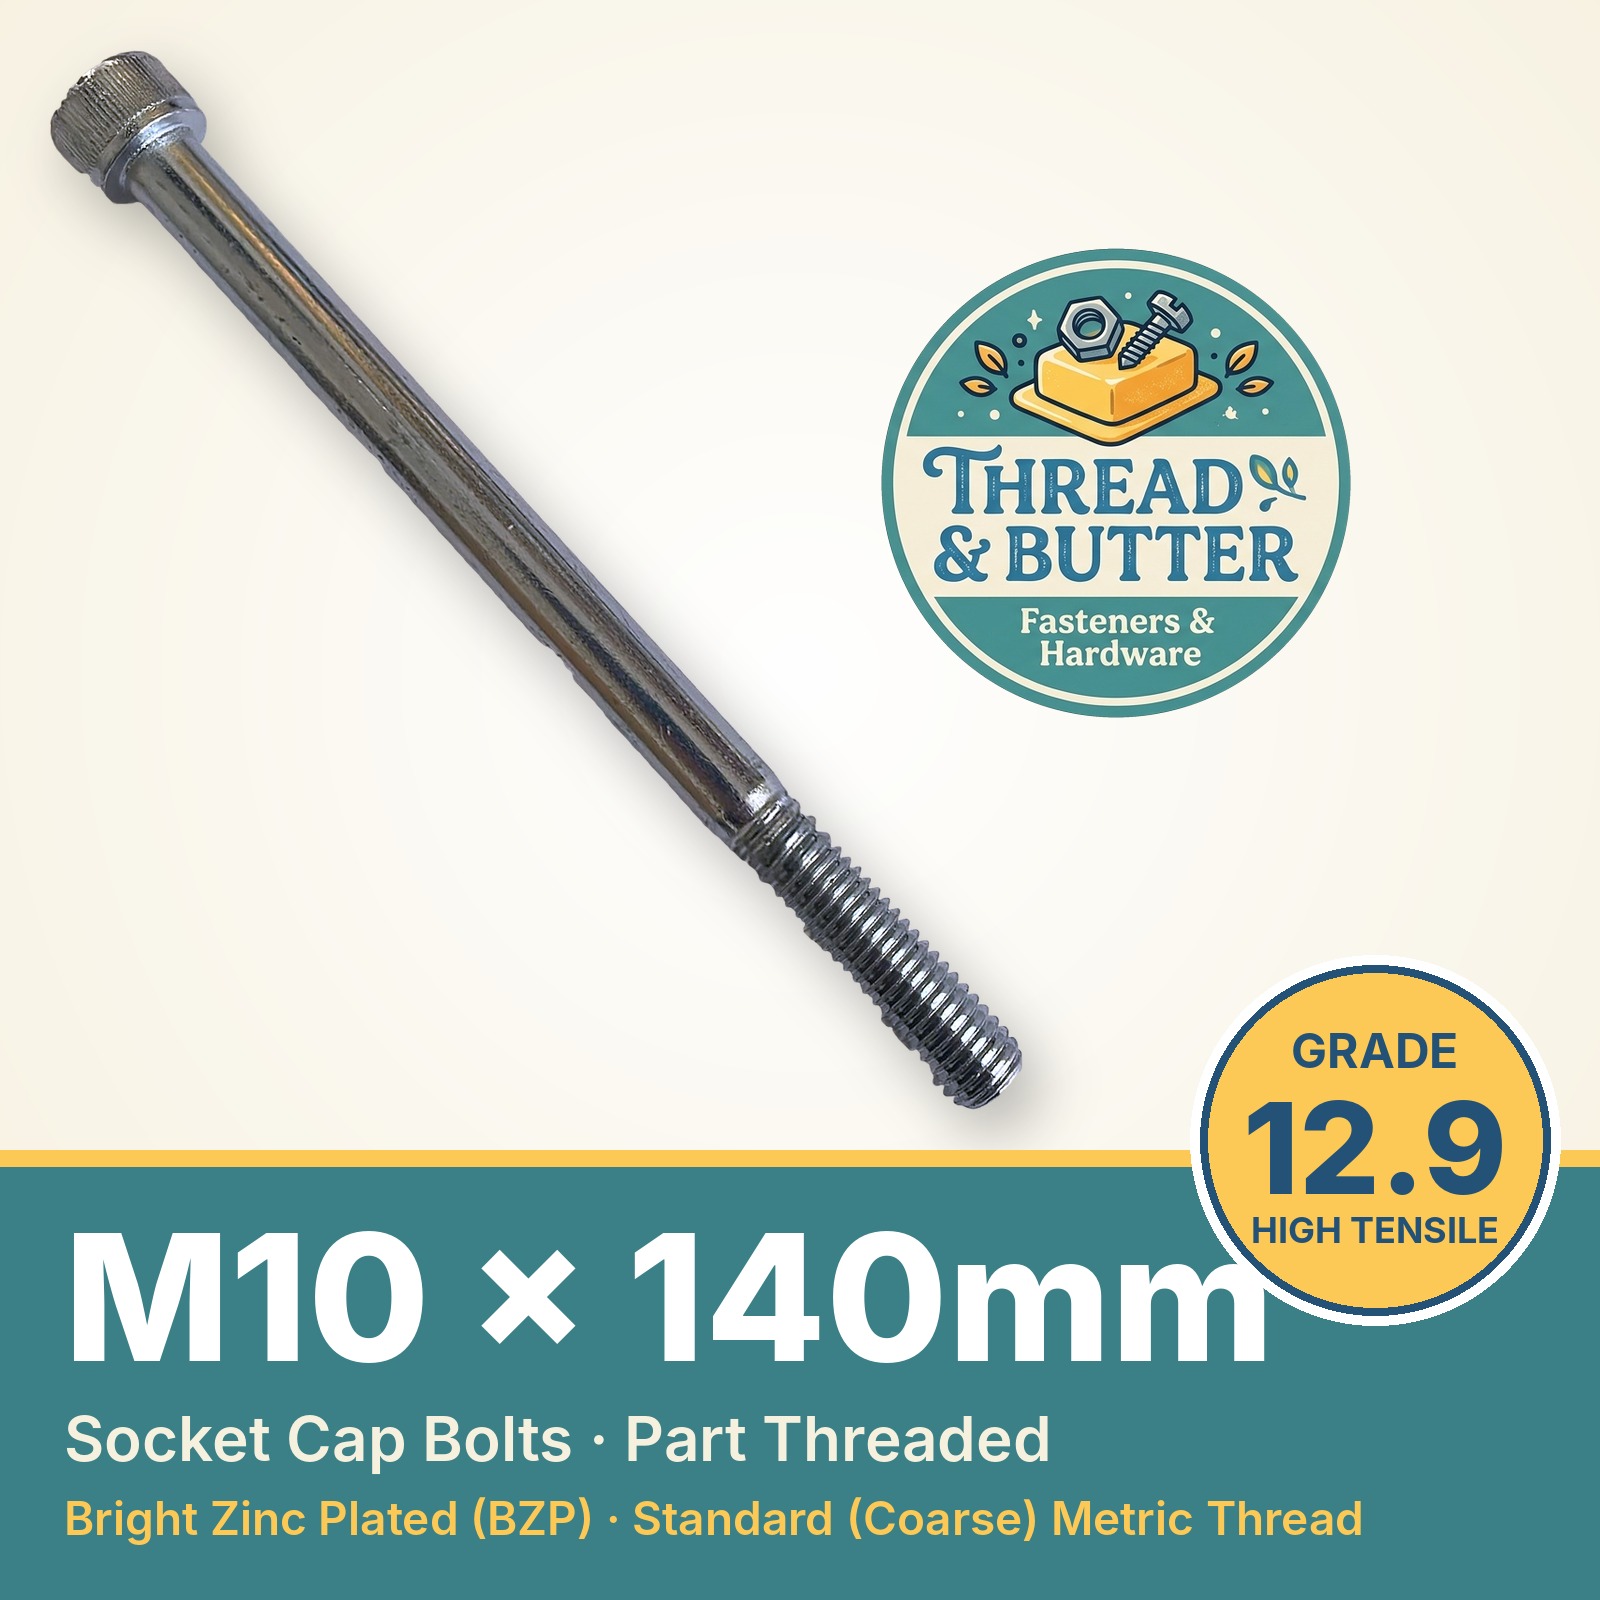 THREAD
& BUTTER
Fasteners &
Hardware
GRADE
12.9
HIGH TENSILE
M10 × 140mm
Socket Cap Bolts · Part Threaded
Bright Zinc Plated (BZP) · Standard (Coarse) Metric Thread